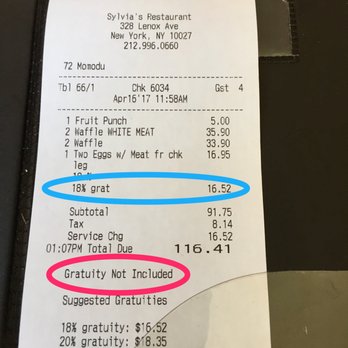 Sylvia's Restaurant
328 Lenox Ave
New York, NY 10027
212.996.0660
72 Momodu
Tbl 66/1 Chk 6034 Gst 4
Apr16'17 11:58AM
1 Fruit Punch 5.00
2 Waffle WHITE MEAT 35.90
2 Waffle 33.90
1 Two Eggs w/ Meat fr chk 16.95
leg
18% grat 16.52
Subtotal 91.75
Tax 8.14
Service Chg 16.52
01:07PM Total Due 116.41
Gratuity Not Included
Suggested Gratuities
18% gratuity: $16.52
20% gratuity: $18.35